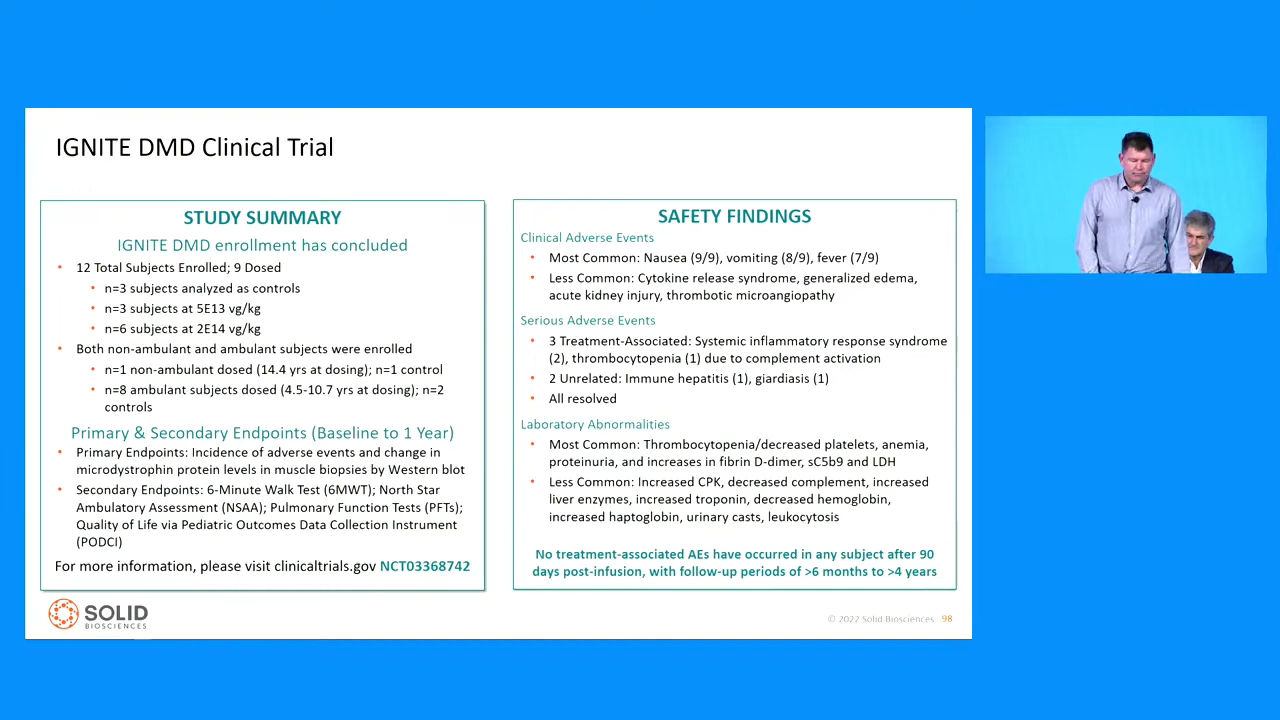 IGNITE DMD Clinical Trial
STUDY SUMMARY
IGNITE DMD enrollment has concluded
• 12 Total Subjects Enrolled; 9 Dosed
• n=3 subjects analyzed as controls
• n=3 subjects at 5E13 vg/kg
• n=6 subjects at 2E14 vg/kg
• Both non-ambulant and ambulant subjects were enrolled
• n=1 non-ambulant dosed (14.4 yrs at dosing); n=1 control
• n=8 ambulant subjects dosed (4.5-10.7 yrs at dosing); n=2
controls
Primary & Secondary Endpoints (Baseline to 1 Year)
• Primary Endpoints: Incidence of adverse events and change in
microdystrophin protein levels in muscle biopsies by Western blot
• Secondary Endpoints: 6-Minute Walk Test (6MWT); North Star
Ambulatory Assessment (NSAA); Pulmonary Function Tests (PFTs);
Quality of Life via Pediatric Outcomes Data Collection Instrument
(PODCI)
For more information, please visit clinicaltrials.gov NCT03368742
SAFETY FINDINGS
Clinical Adverse Events
• Most Common: Nausea (9/9), vomiting (8/9), fever (7/9)
• Less Common: Cytokine release syndrome, generalized edema,
acute kidney injury, thrombotic microangiopathy
Serious Adverse Events
• 3 Treatment-Associated: Systemic inflammatory response syndrome
(2), thrombocytopenia (1) due to complement activation
• 2 Unrelated: Immune hepatitis (1), giardiasis (1)
• All resolved
Laboratory Abnormalities
• Most Common: Thrombocytopenia/decreased platelets, anemia,
proteinuria, and increases in fibrin D-dimer, sC5b9 and LDH
• Less Common: Increased CPK, decreased complement, increased
liver enzymes, increased troponin, decreased hemoglobin,
increased haptoglobin, urinary casts, leukocytosis
No treatment-associated AEs have occurred in any subject after 90
days post-infusion, with follow-up periods of >6 months to >4 years
SOLID
BIOSCIENCES
© 2022 Solid Biosciences 98